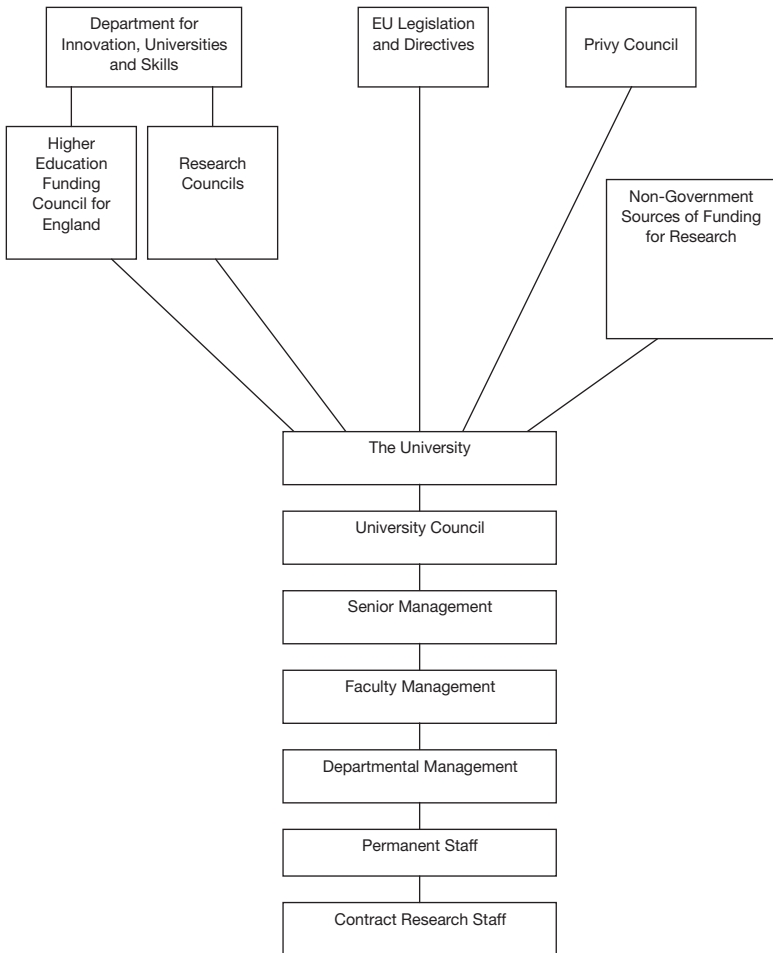 Department for
Innovation, Universities
and Skills
EU Legislation
and Directives
Privy Council
Higher
Education
Funding
Council for
England
Research
Councils
Non-Government
Sources of Funding
for Research
The University
University Council
Senior Management
Faculty Management
Departmental Management
Permanent Staff
Contract Research Staff